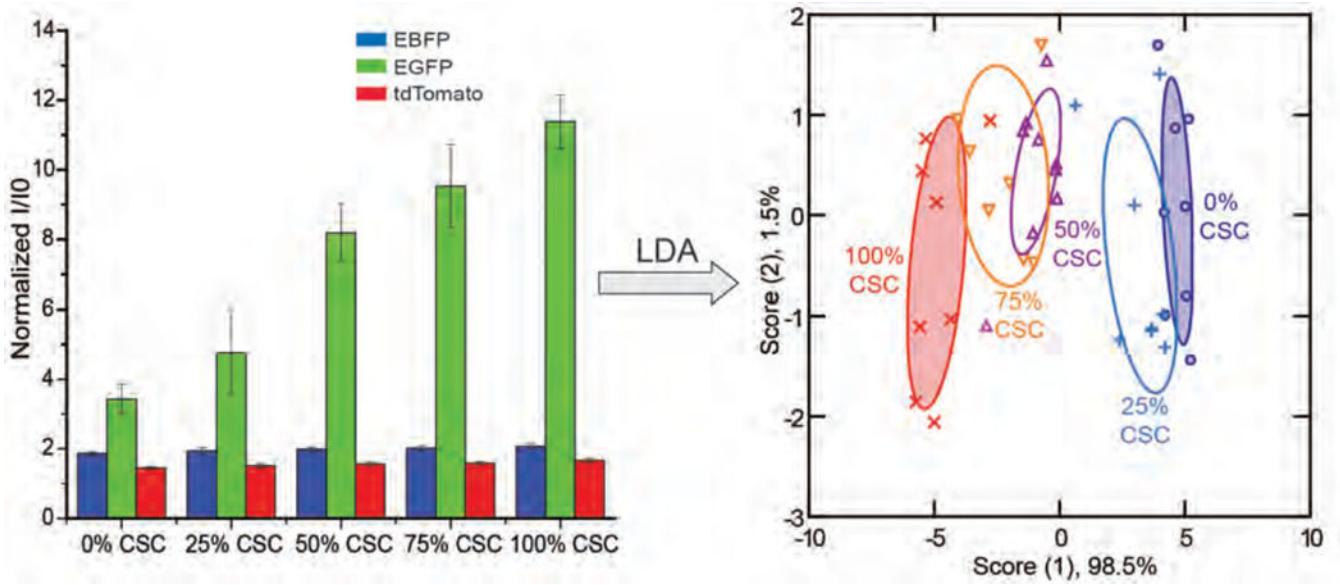 14
12
10
8
6
4
2
0
Normalized I/I0
EBFP
EGFP
tdTomato
0% CSC
25% CSC
50% CSC
75% CSC
100% CSC
LDA
2
1
0
-1
-2
-3
Score (2), 1.5%
100%
CSC
75%
CSC
50%
CSC
25%
CSC
0%
CSC
-10
-5
0
5
10
Score (1), 98.5%